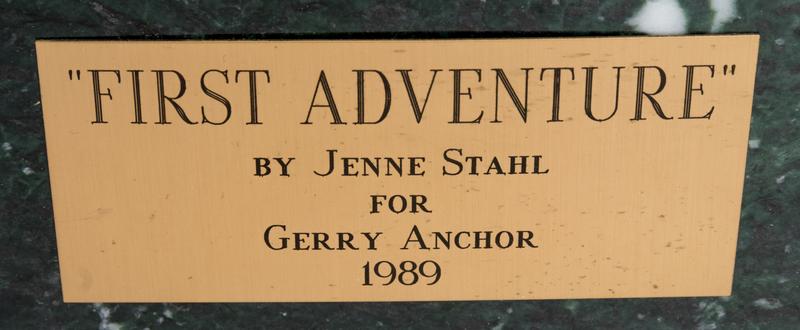 "FIRST ADVENTURE"
BY JENNE STAHL
FOR
GERRY ANCHOR
1989